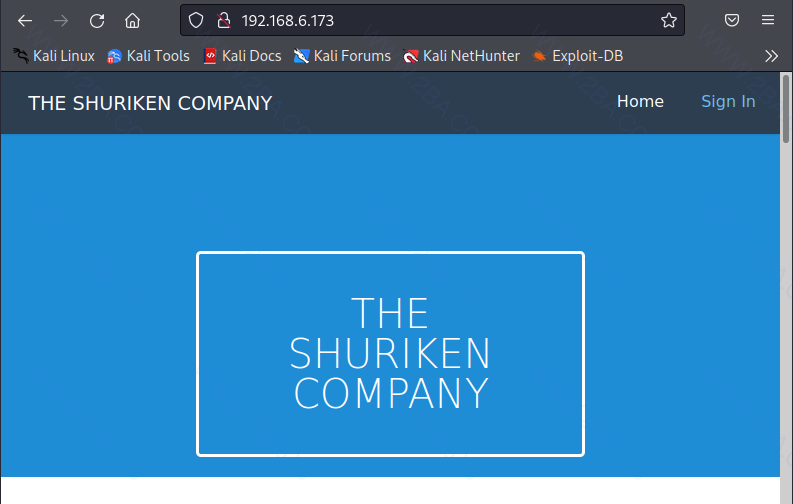 192.168.6.173
Kali Linux Kali Tools Kali Docs Kali Forums Kali NetHunter Exploit-DB
THE SHURIKEN COMPANY Home Sign In
THE
SHURIKEN
COMPANY